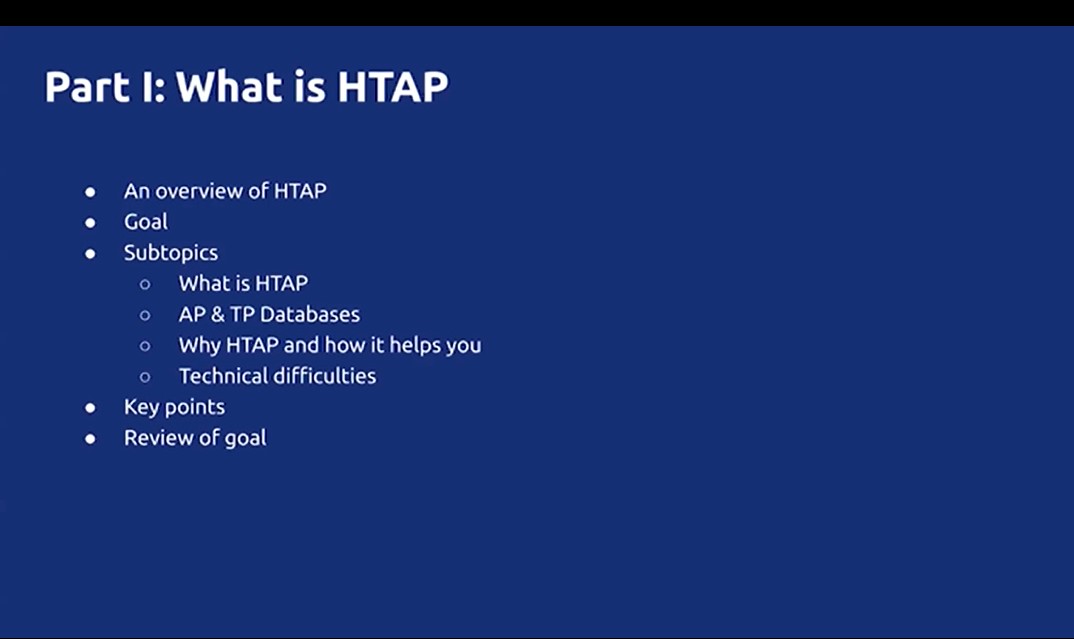 Part I: What is HTAP
● An overview of HTAP
● Goal
● Subtopics
○ What is HTAP
○ AP & TP Databases
○ Why HTAP and how it helps you
○ Technical difficulties
● Key points
● Review of goal